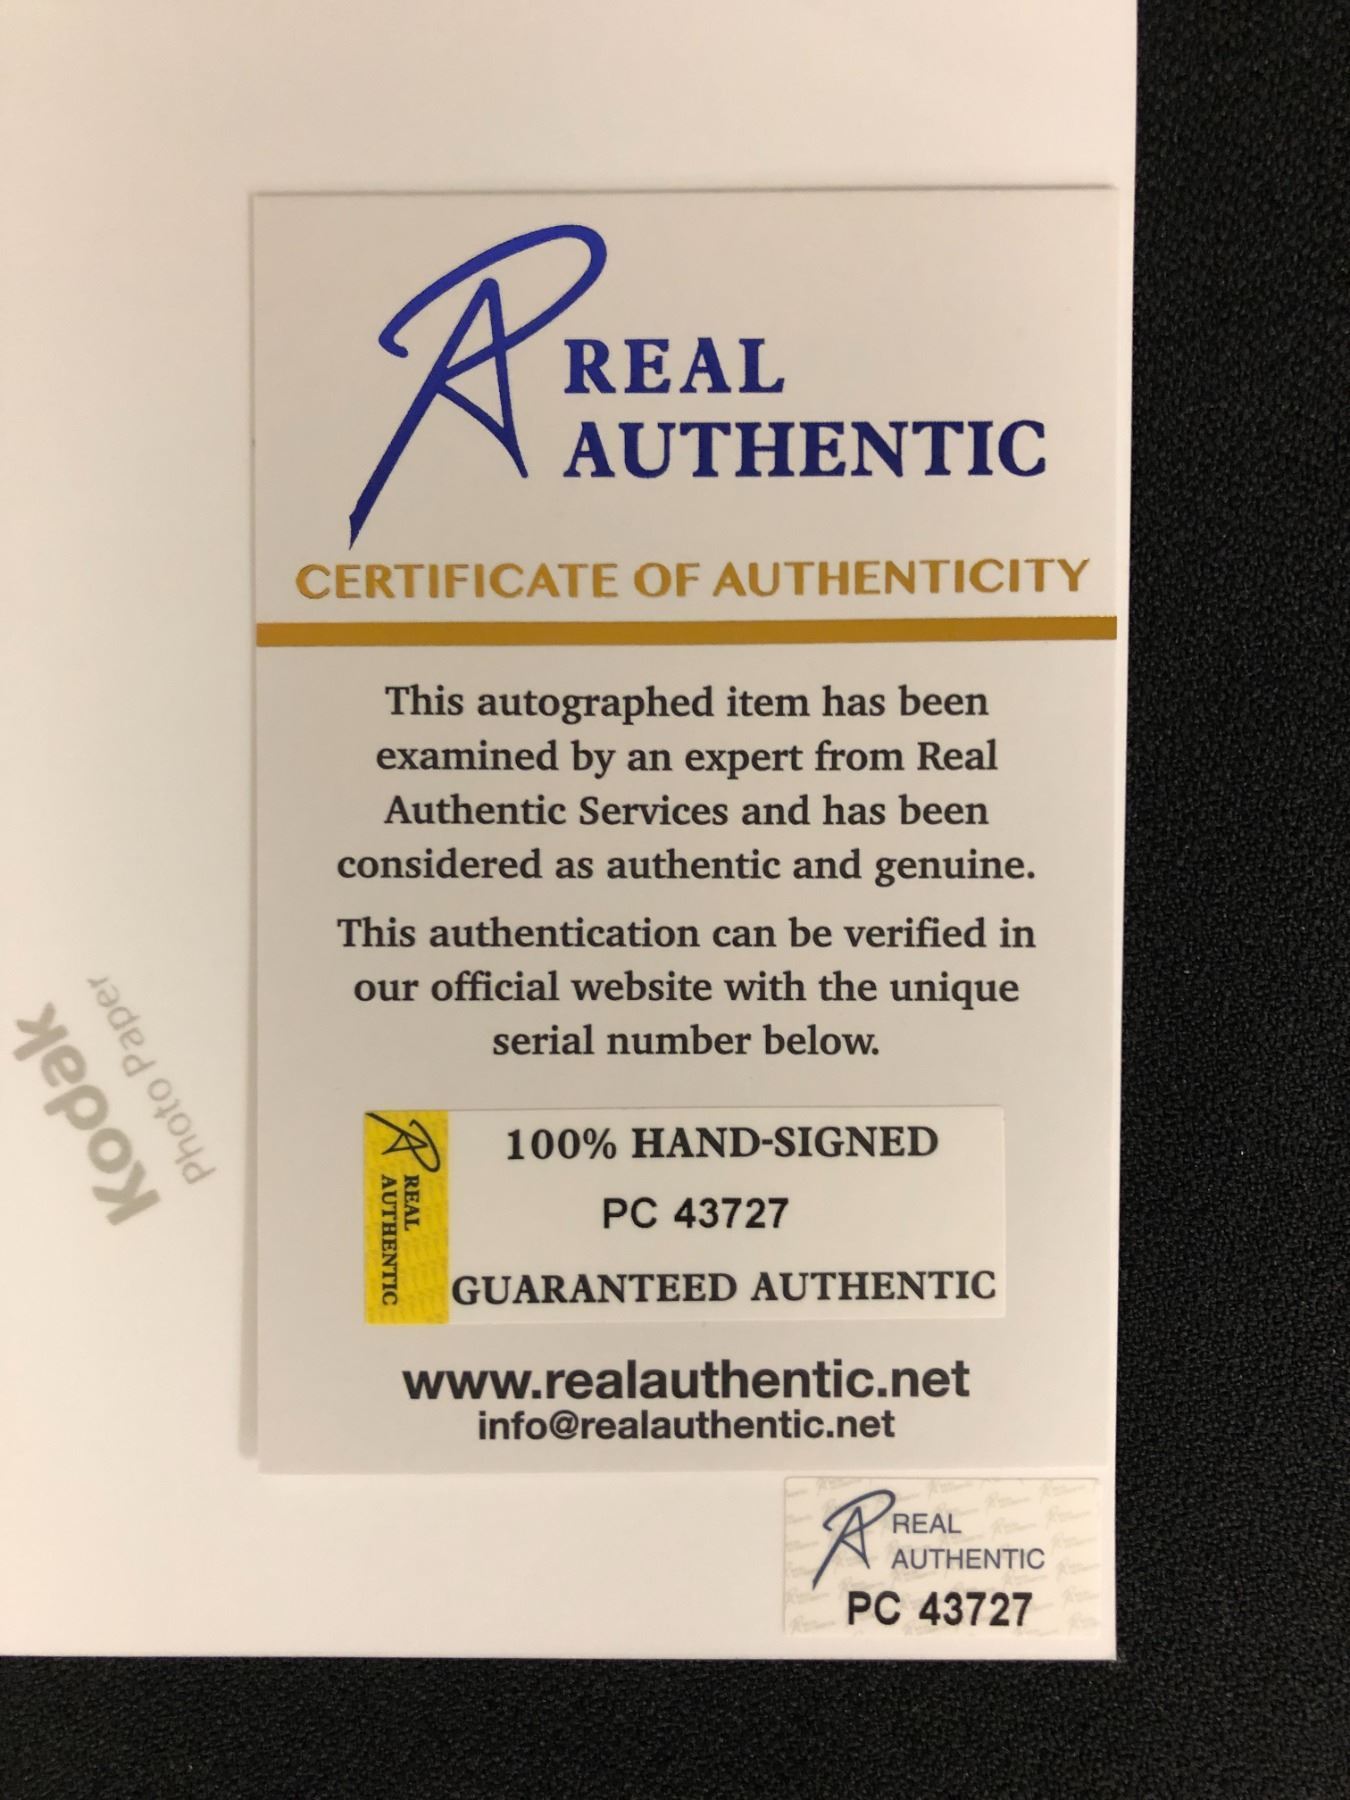 REAL
AUTHENTIC
CERTIFICATE OF AUTHENTICITY
This autographed item has been
examined by an expert from Real
Authentic Services and has been
considered as authentic and genuine.
This authentication can be verified in
our official website with the unique
serial number below.
REAL
AUTHENTIC
100% HAND-SIGNED
PC 43727
GUARANTEED AUTHENTIC
www.realauthentic.net
info@realauthentic.net
Kodak
Photo Paper
REAL
AUTHENTIC
PC 43727